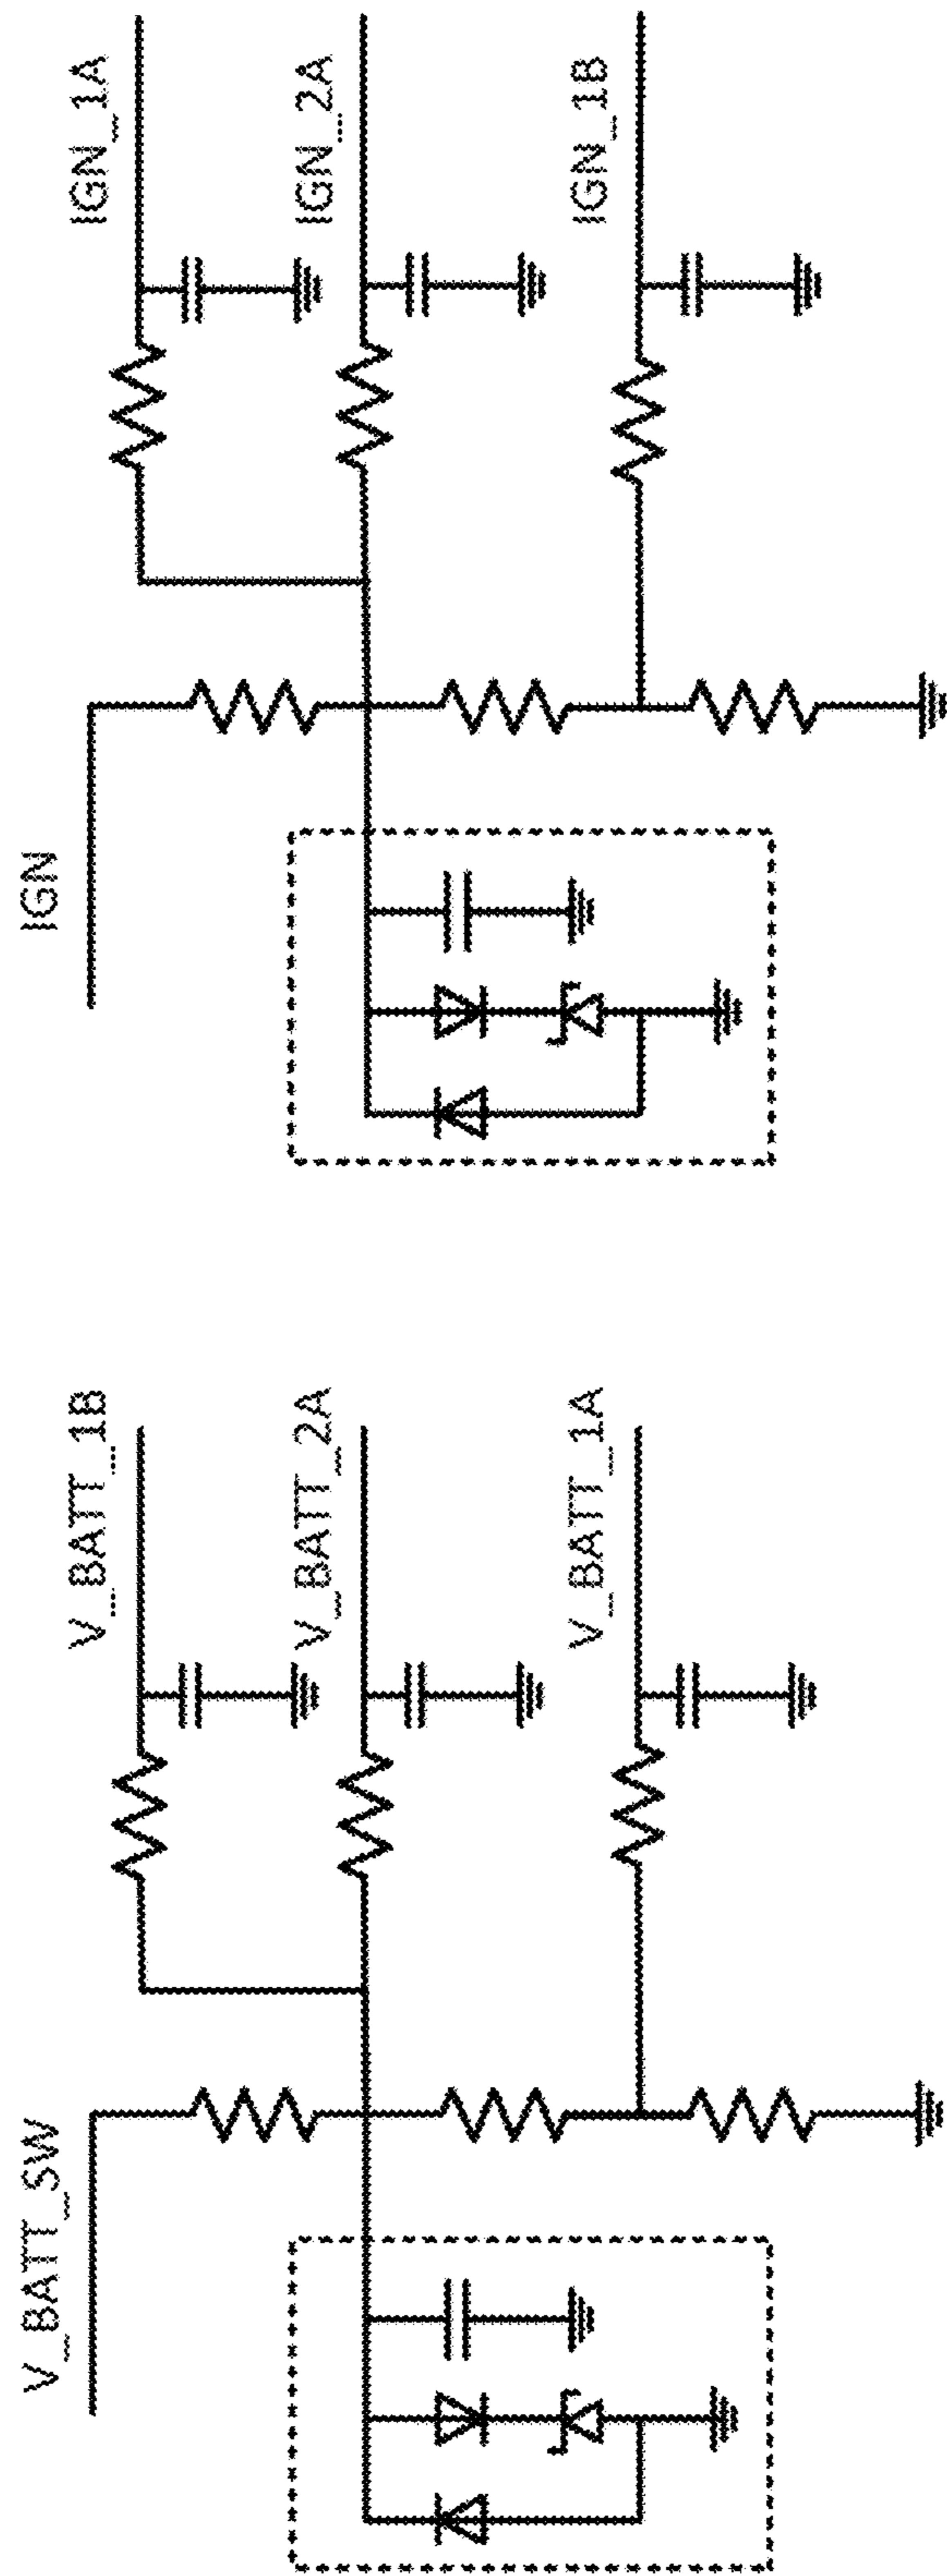 IGN
IGN_1A
IGN_2A
IGN_1B
V_BATT_SW
V_BATT_1B
V_BATT_2A
V_BATT_1A